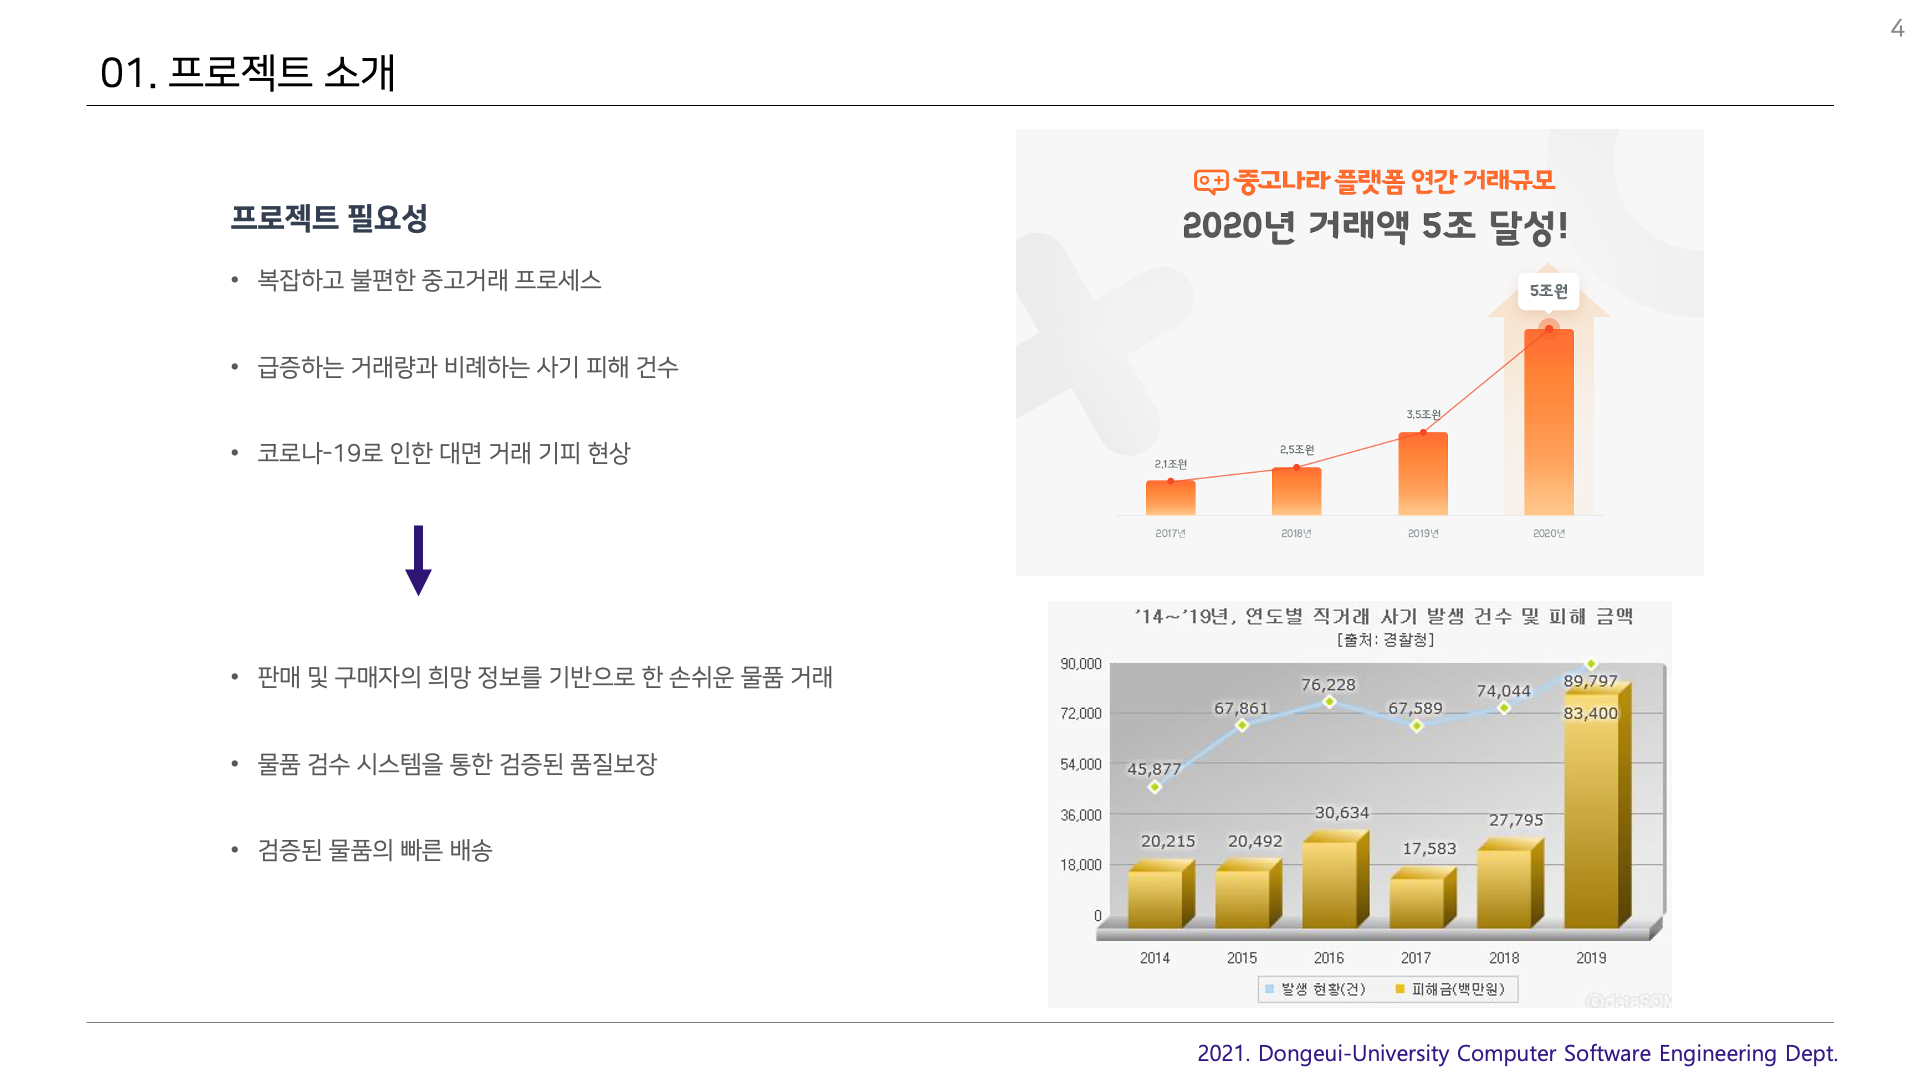 4
01. 프로젝트 소개
프로젝트 필요성
• 복잡하고 불편한 중고거래 프로세스
• 급증하는 거래량과 비례하는 사기 피해 건수
• 코로나-19로 인한 대면 거래 기피 현상
• 판매 및 구매자의 희망 정보를 기반으로 한 손쉬운 물품 거래
• 물품 검수 시스템을 통한 검증된 품질보장
• 검증된 물품의 빠른 배송
중고나라 플랫폼 연간 거래규모
2020년 거래액 5조 달성!
5조원
3.5조원
2.5조원
2.1조원
2017년 2018년 2019년 2020년
'14~'19년, 연도별 직거래 사기 발생 건수 및 피해 금액
[출처: 경찰청]
90,000
72,000
54,000
36,000
18,000
0
45,877 67,861 76,228 67,589 74,044 89,797
20,215 20,492 30,634 17,583 27,795 83,400
2014 2015 2016 2017 2018 2019
발생 현황(건) 피해금(백만원)
2021. Dongeui-University Computer Software Engineering Dept.